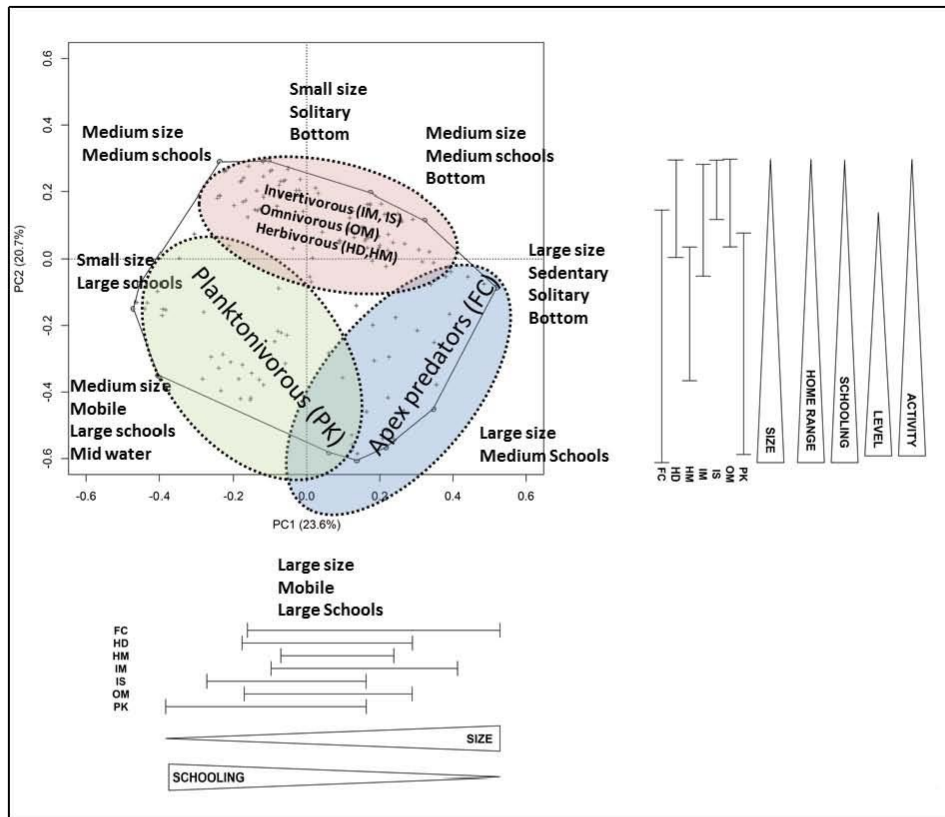 Small size
Solitary
Bottom
Medium size
Medium schools
Medium size
Medium schools
Bottom
Invertivorous (IM, IS)
Omnivorous (OM)
Herbivorous (HD,HM)
Small size
Large schools
Large size
Sedentary
Solitary
Bottom
Planktonivorous (PK)
Apex predators (FC)
Medium size
Mobile
Large schools
Mid water
Large size
Medium Schools
PC2 (20.7%)
0.6
0.4
0.2
0.0
-0.2
-0.4
-0.6
-0.6
-0.4
-0.2
0.0
0.2
0.4
0.6
PC1 (23.6%)
Large size
Mobile
Large Schools
FC
HD
HM
IM
IS
OM
PK
SIZE
SCHOOLING
FC
HD
HM
IM
IS
OM
PK
SIZE
HOME RANGE
SCHOOLING
LEVEL
ACTIVITY